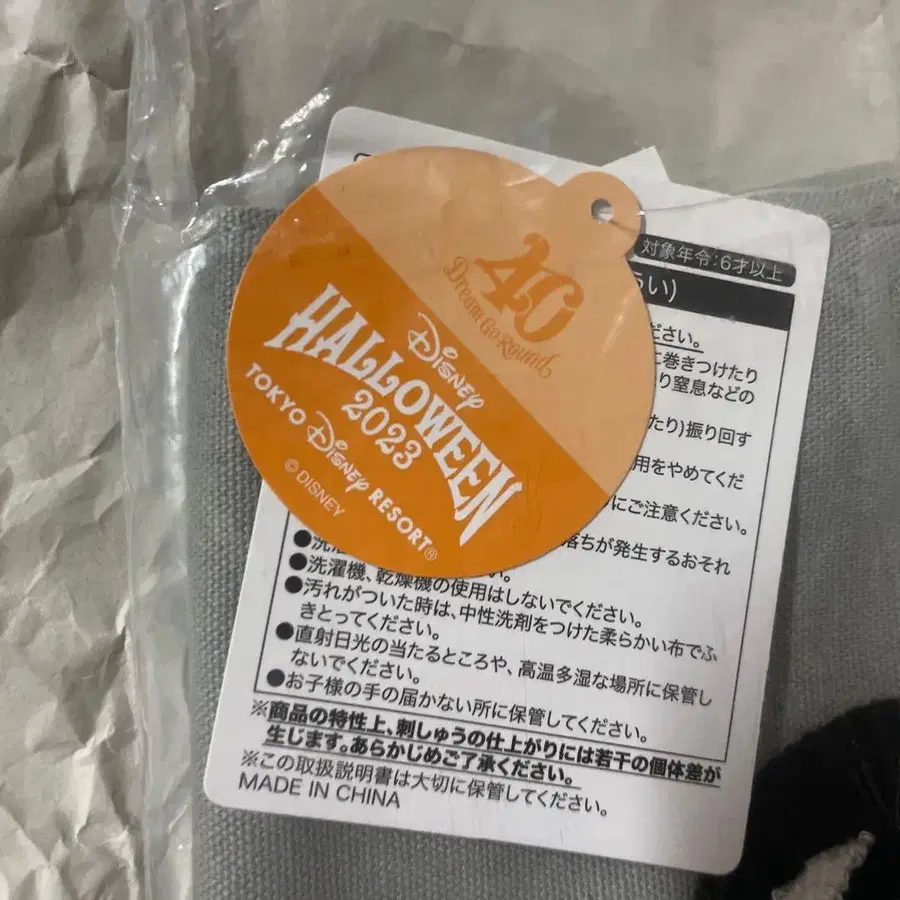 40
Dream Go Round
Disney
HALLOWEEN
2023
TOKYO Disney RESORT®
© DISNEY
対象年令:6才以上
い)
ださい。
に巻きつけたり
り窒息などの
たり)振り回す
用をやめてくだ
にご注意ください。
落ちが発生するおそれ
●洗
い。
●洗濯機、乾燥機の使用はしないでください。
●汚れがついた時は、中性洗剤をつけた柔らかい布でふ
きとってください。
●直射日光の当たるところや、高温多湿な場所に保管し
ないでください。
●お子様の手の届かない所に保管してください。
※商品の特性上、刺しゅうの仕上がりには若干の個体差が
生じます。あらかじめご了承ください。
※この取扱説明書は大切に保管してください。
MADE IN CHINA